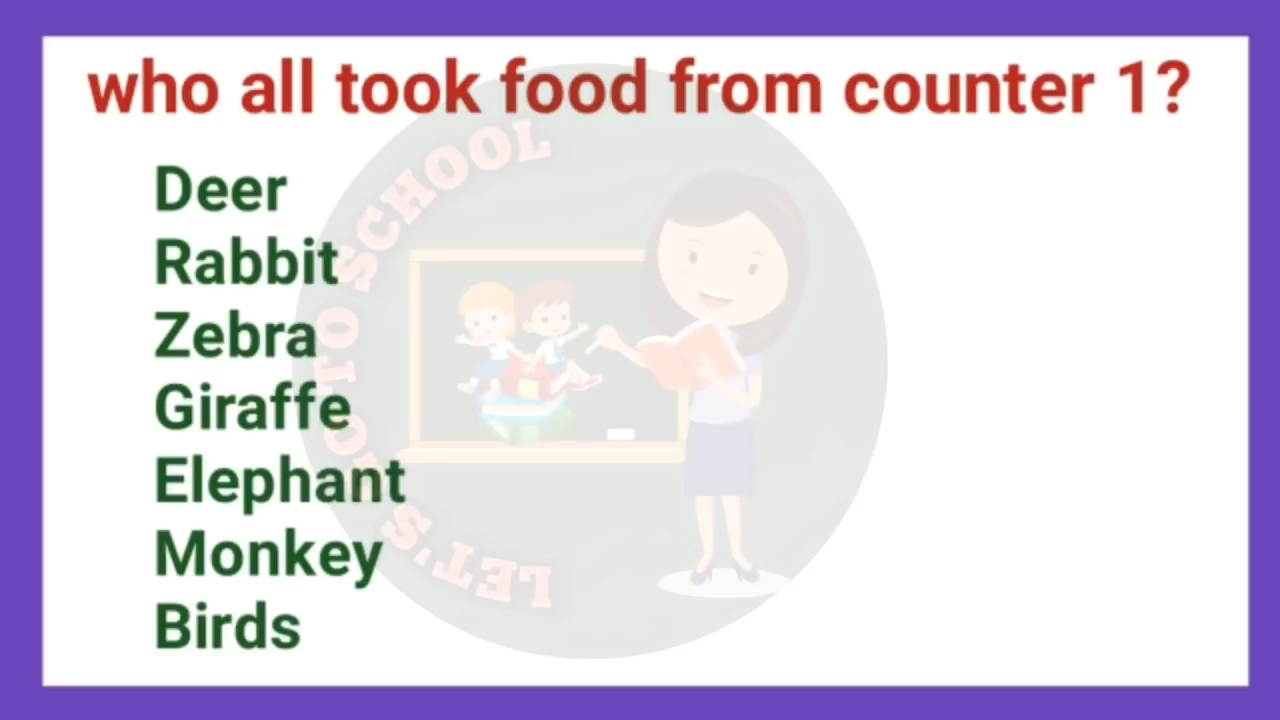 who all took food from counter 1?
Deer
Rabbit
Zebra
Giraffe
Elephant
Monkey
Birds
LET'S GO TO SCHOOL